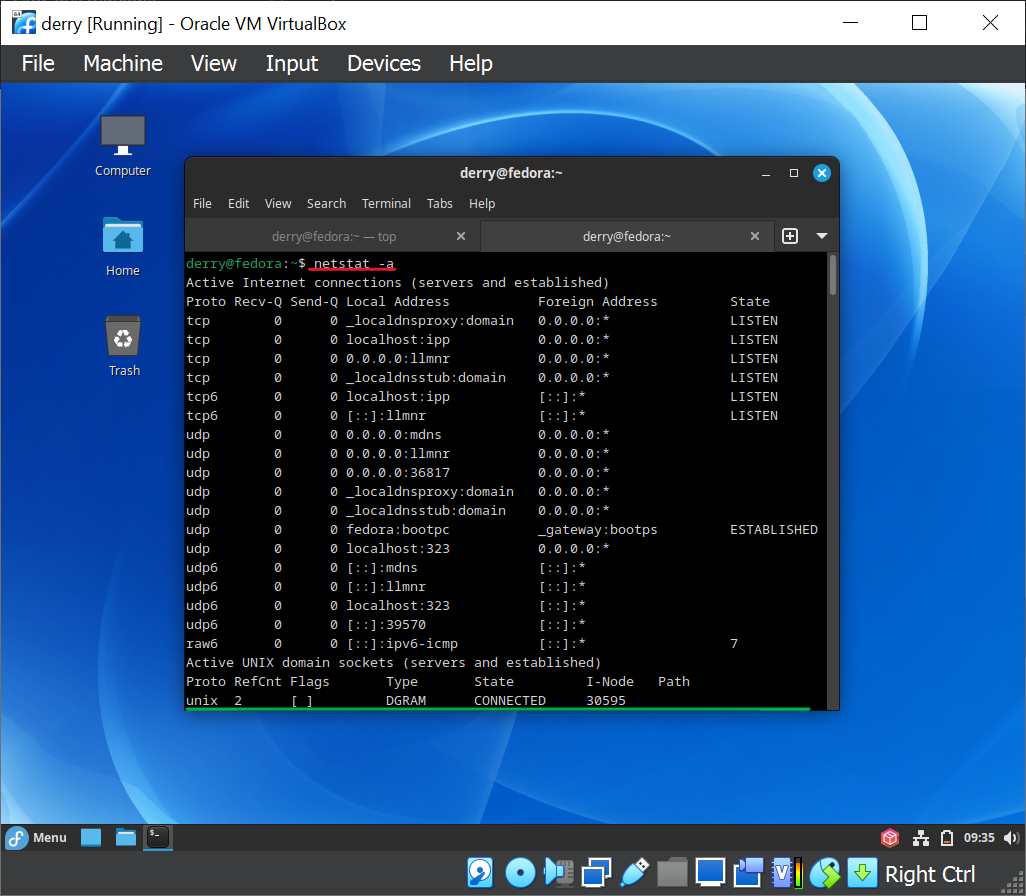 derry [Running] - Oracle VM VirtualBox
File Machine View Input Devices Help
Computer
Home
Trash
derry@fedora:~
File Edit View Search Terminal Tabs Help
derry@fedora:~ — top derry@fedora:~
derry@fedora:~$ netstat -a
Active Internet connections (servers and established)
Proto Recv-Q Send-Q Local Address Foreign Address State
tcp 0 0 _localdnsproxy:domain 0.0.0.0:* LISTEN
tcp 0 0 localhost:ipp 0.0.0.0:* LISTEN
tcp 0 0 0.0.0.0:llmnr 0.0.0.0:* LISTEN
tcp 0 0 _localdnsstub:domain 0.0.0.0:* LISTEN
tcp6 0 0 localhost:ipp [::]:* LISTEN
tcp6 0 0 [::]:llmnr [::]:* LISTEN
udp 0 0 0.0.0.0:mdns 0.0.0.0:*
udp 0 0 0.0.0.0:llmnr 0.0.0.0:*
udp 0 0 0.0.0.0:36817 0.0.0.0:*
udp 0 0 _localdnsproxy:domain 0.0.0.0:*
udp 0 0 _localdnsstub:domain 0.0.0.0:*
udp 0 0 fedora:bootpc _gateway:bootps ESTABLISHED
udp 0 0 localhost:323 0.0.0.0:*
udp6 0 0 [::]:mdns [::]:*
udp6 0 0 [::]:llmnr [::]:*
udp6 0 0 localhost:323 [::]:*
udp6 0 0 [::]:39570 [::]:*
raw6 0 0 [::]:ipv6-icmp [::]:* 7
Active UNIX domain sockets (servers and established)
Proto RefCnt Flags Type State I-Node Path
unix 2 [ ] DGRAM CONNECTED 30595
Menu 09:35
Right Ctrl